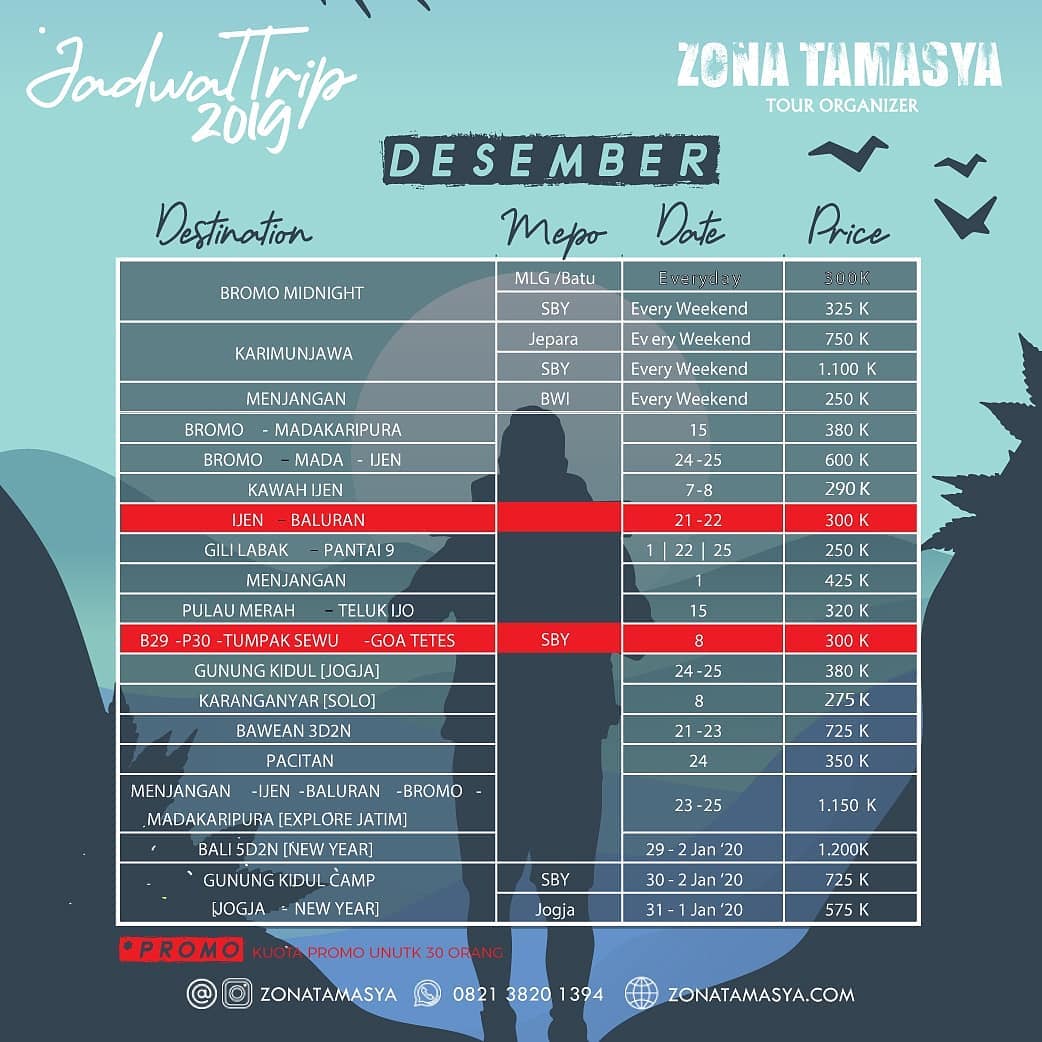 Jadwal Trip
2019
ZONA TAMASYA
TOUR ORGANIZER
DESEMBER
Destination Mepo Date Price
BROMO MIDNIGHT
MLG /Batu Everyday 300K
SBY Every Weekend 325 K
KARIMUNJAWA
Jepara Every Weekend 750 K
SBY Every Weekend 1.100 K
MENJANGAN BWI Every Weekend 250 K
BROMO - MADAKARIPURA 15 380 K
BROMO - MADA - IJEN 24-25 600 K
KAWAH IJEN 7-8 290 K
IJEN - BALURAN 21-22 300 K
GILI LABAK - PANTAI 9 1 | 22 | 25 250 K
MENJANGAN 1 425 K
PULAU MERAH - TELUK IJO 15 320 K
B29 -P30 -TUMPAK SEWU -GOA TETES SBY 8 300 K
GUNUNG KIDUL [JOGJA] 24-25 380 K
KARANGANYAR [SOLO] 8 275 K
BAWEAN 3D2N 21-23 725 K
PACITAN 24 350 K
MENJANGAN -IJEN -BALURAN -BROMO -
MADAKARIPURA [EXPLORE JATIM] 23-25 1.150 K
BALI 5D2N [NEW YEAR] 29 - 2 Jan '20 1.200K
GUNUNG KIDUL CAMP SBY 30 - 2 Jan '20 725 K
[JOGJA - NEW YEAR] Jogja 31 - 1 Jan '20 575 K
*PROMO KUOTA PROMO UNUTK 30 ORANG
@ ZONATAMASYA 0821 3820 1394 ZONATAMASYA.COM